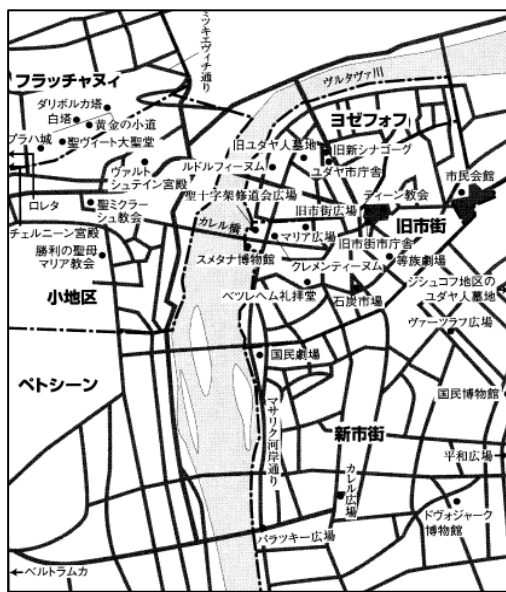 ミツキエヴィチ通り
フラッチャヌィ
ヴルタヴァ川
ダリボルカ塔
白塔
黄金の小道
プラハ城
聖ヴィート大聖堂
ヨゼフォフ
旧ユダヤ人墓地
旧新シナゴーグ
ルドルフィーヌム
ユダヤ市庁舎
ヴァルト
シュテイン宮殿
聖十字架修道会広場
ティーン教会
市民会館
ロレタ
聖ミクラー
シュ教会
旧市街広場
カレル橋
マリア広場
旧市街
チェルニーン宮殿
スメタナ博物館
旧市街市庁舎
勝利の聖母
マリア教会
クレメンティーヌム
等族劇場
小地区
ベツレヘム礼拝堂
石炭市場
ジシュコフ地区の
ユダヤ人墓地
ヴァーツラフ広場
国民劇場
ペトシーン
マサリク河岸通り
国民博物館
新市街
平和広場
カレル広場
ドヴォジャーク
博物館
パラツキー広場
←ベルトラムカ